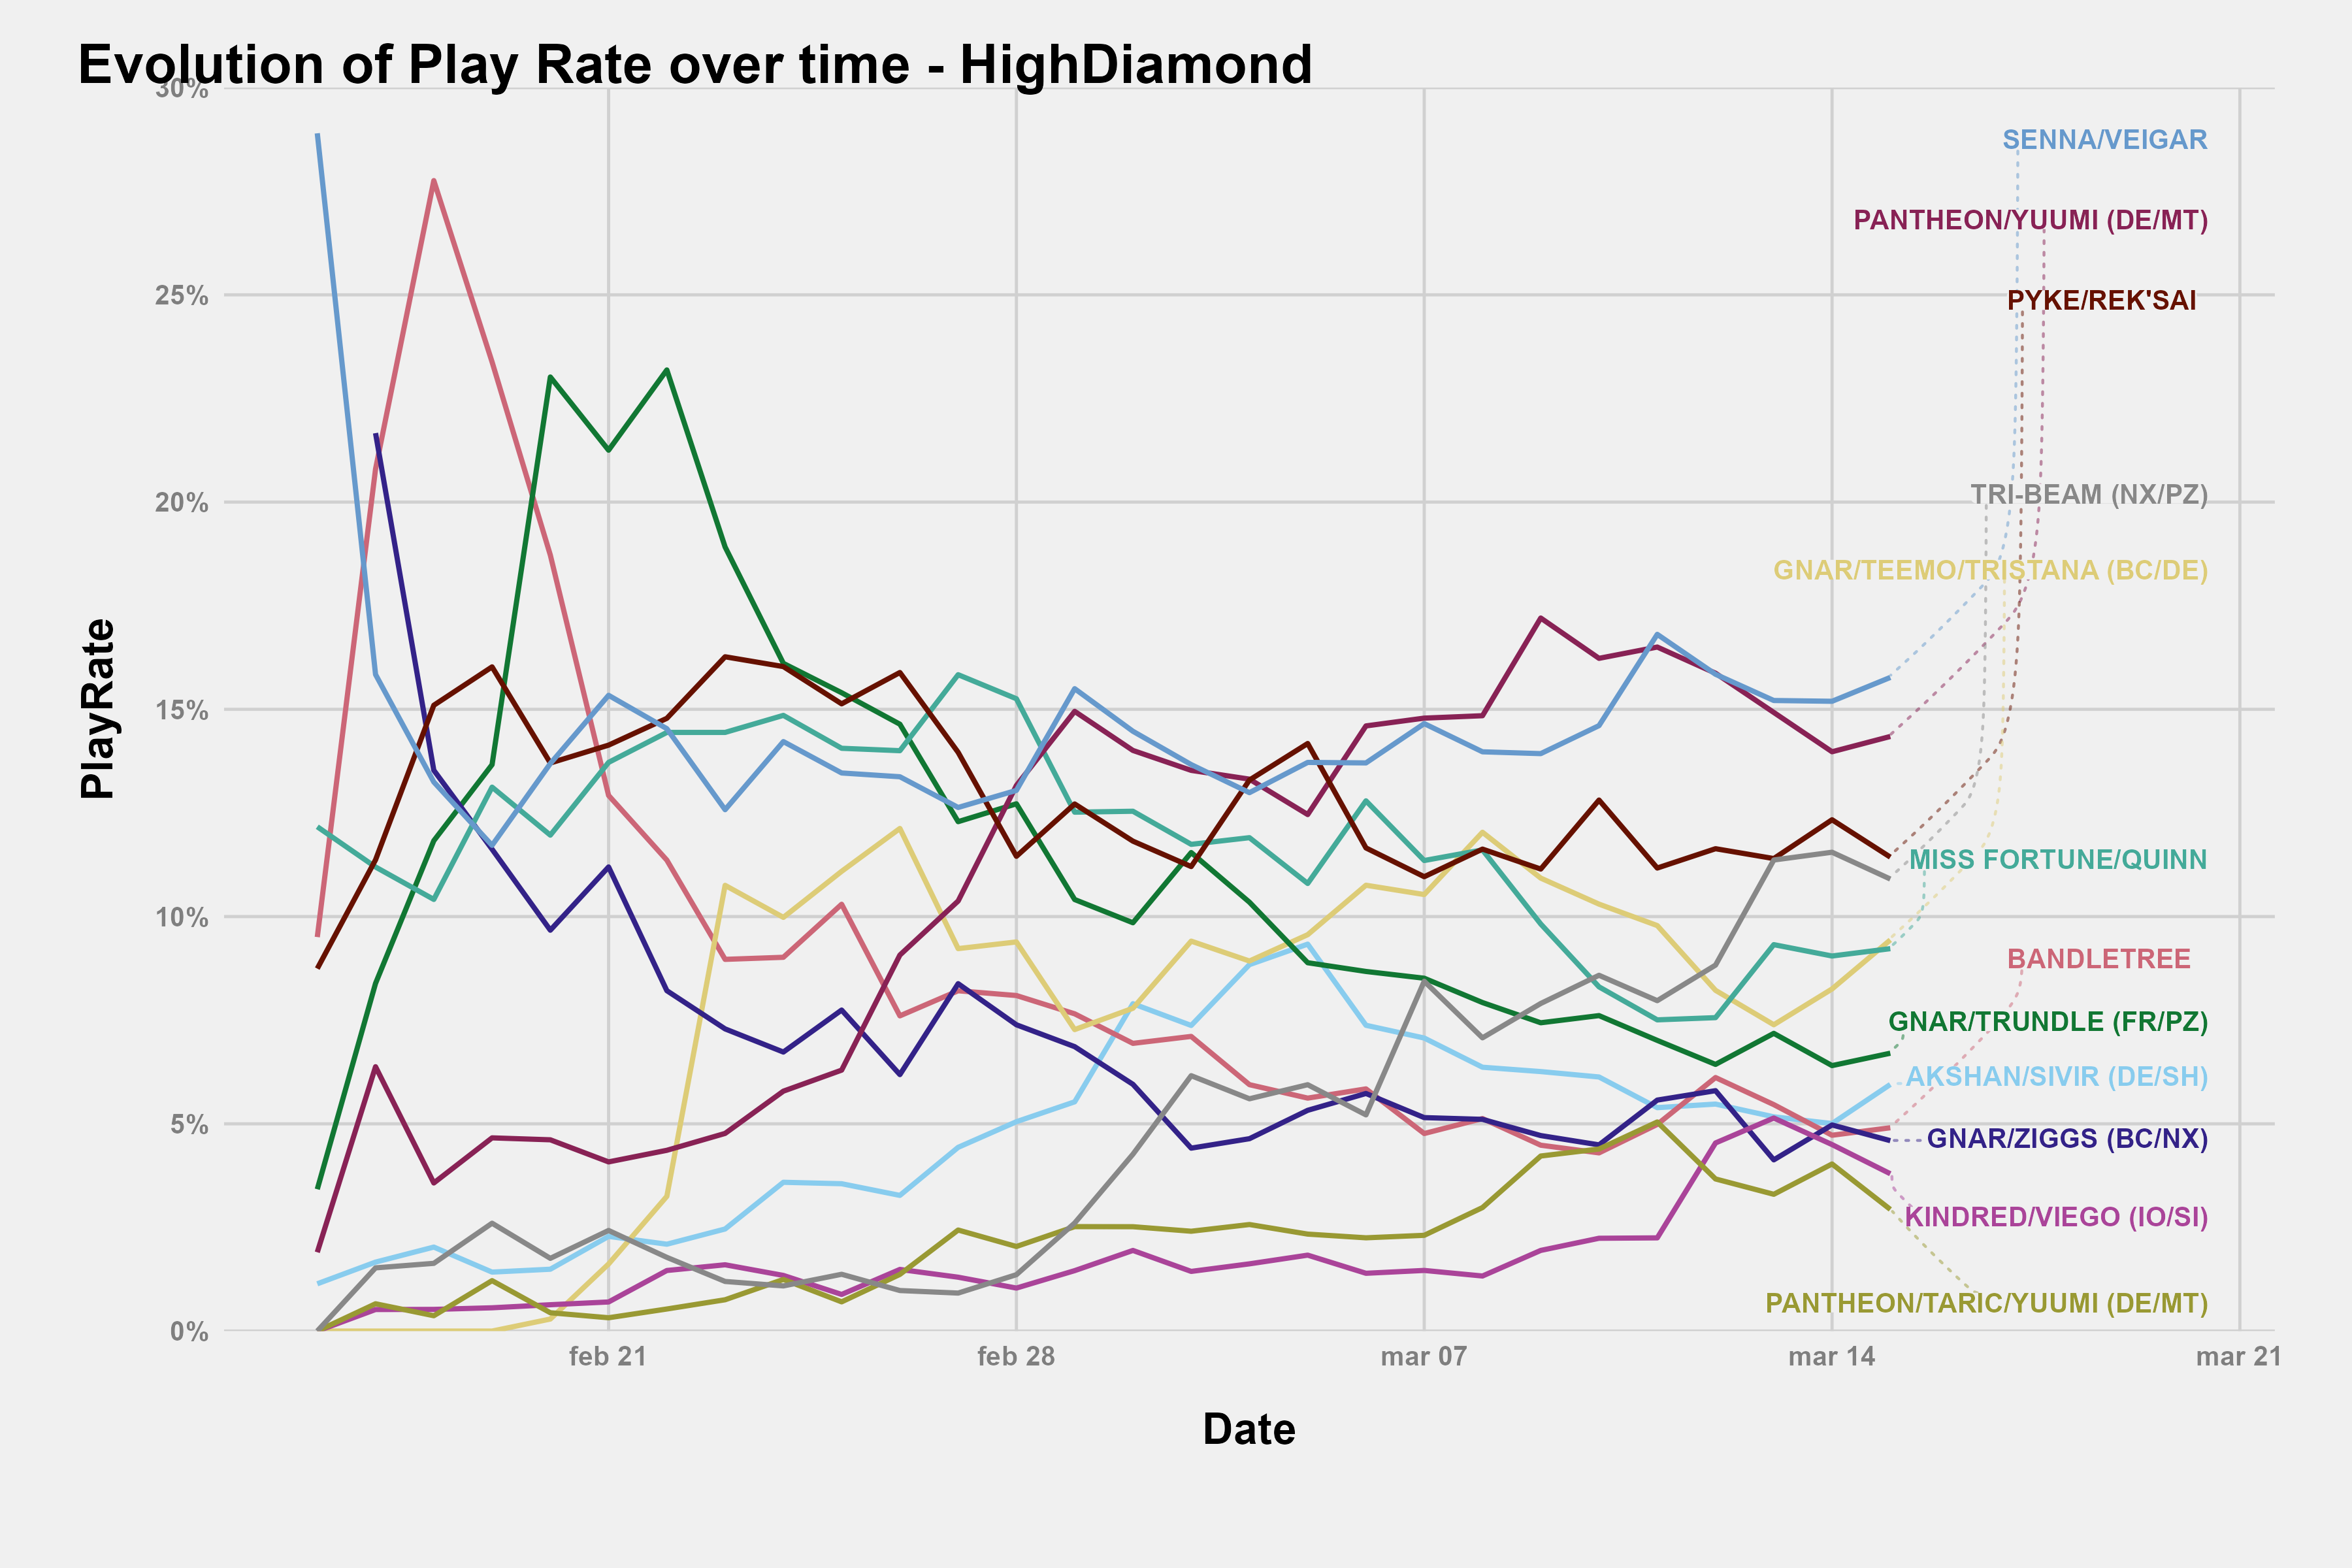 Evolution of Play Rate over time - HighDiamond
30%
SENNA/VEIGAR
PANTHEON/YUUMI (DE/MT)
25%
PYKE/REK'SAI
20%
TRI-BEAM (NX/PZ)
GNAR/TEEMO/TRISTANA (BC/DE)
PlayRate
15%
MISS FORTUNE/QUINN
10%
BANDLETREE
GNAR/TRUNDLE (FR/PZ)
AKSHAN/SIVIR (DE/SH)
5%
GNAR/ZIGGS (BC/NX)
KINDRED/VIEGO (IO/SI)
PANTHEON/TARIC/YUUMI (DE/MT)
0%
feb 21 feb 28 mar 07 mar 14 mar 21
Date